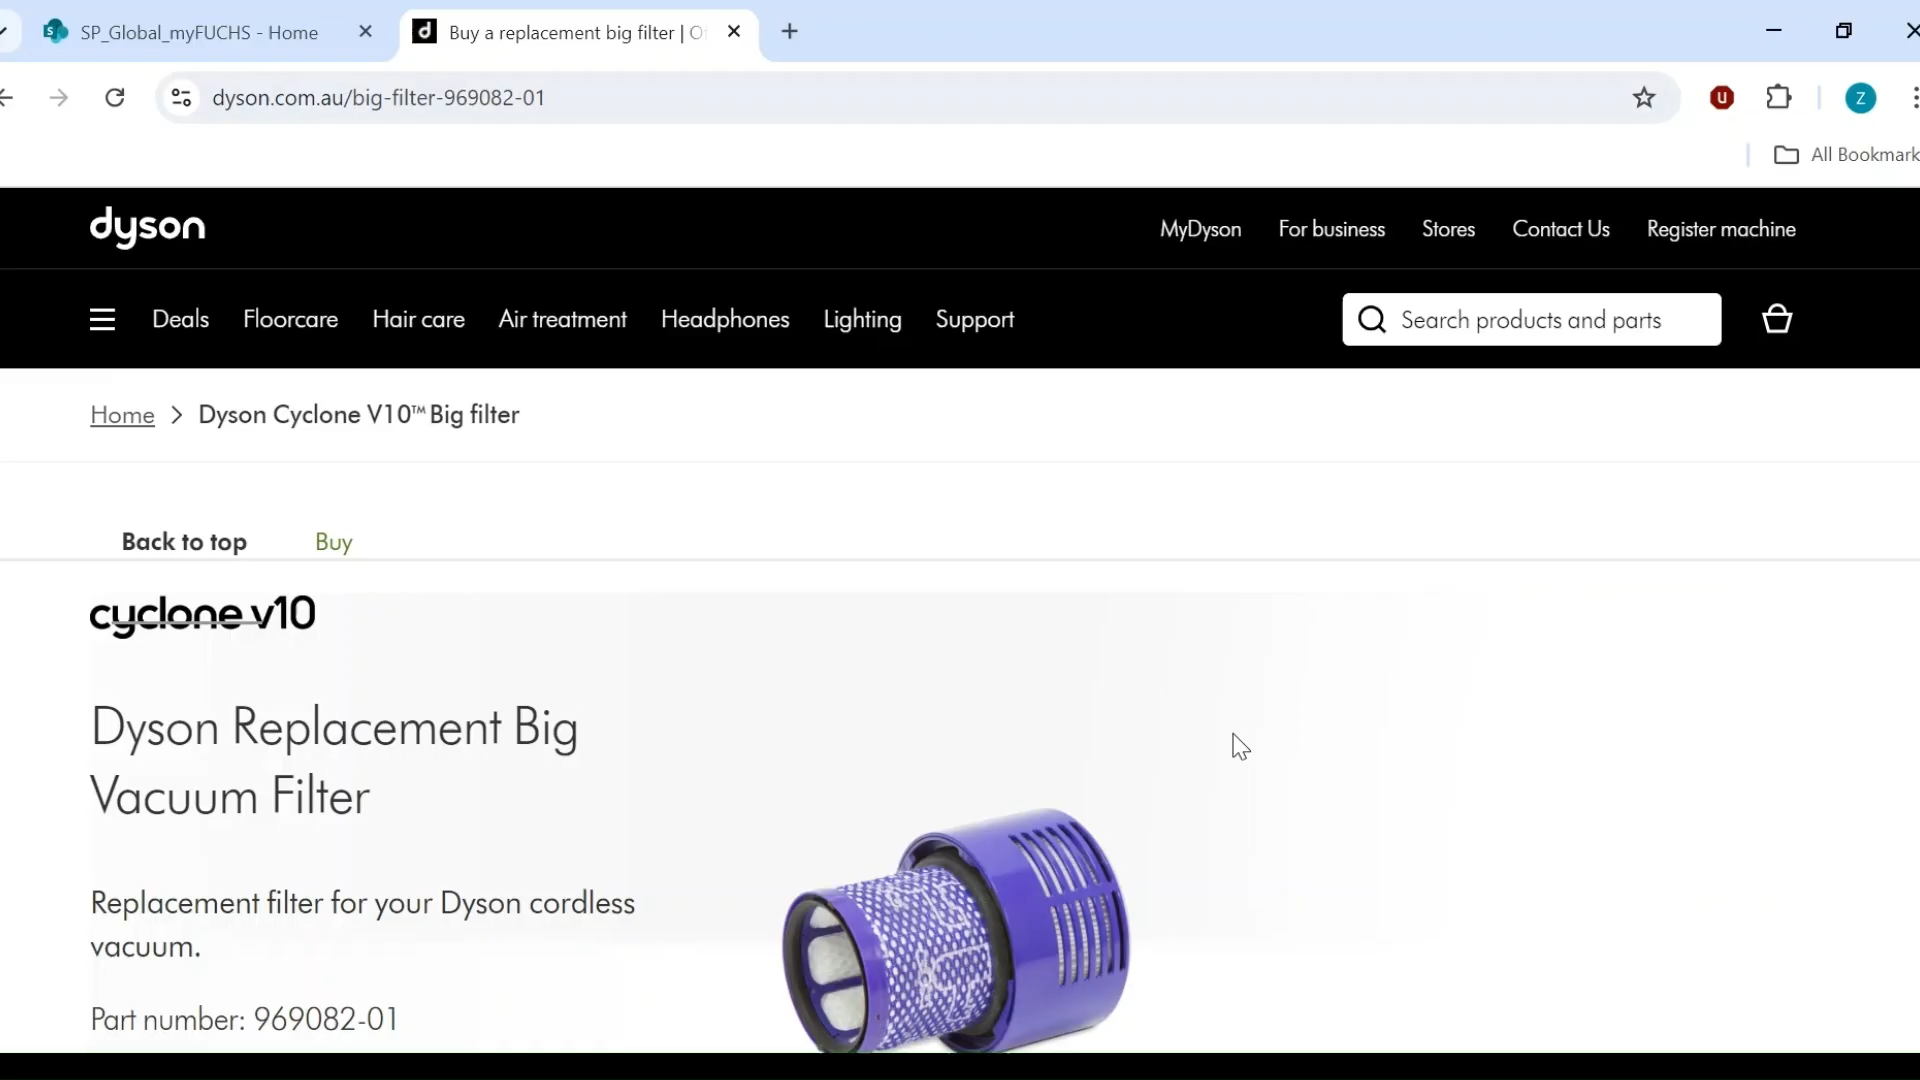 SP_Global_myFUCHS - Home
Buy a replacement big filter | O
dyson.com.au/big-filter-969082-01
Z
All Bookmark
dyson
MyDyson
For business
Stores
Contact Us
Register machine
Deals
Floorcare
Hair care
Air treatment
Headphones
Lighting
Support
Search products and parts
Home > Dyson Cyclone V10™ Big filter
Back to top
Buy
cyclone v10
Dyson Replacement Big
Vacuum Filter
Replacement filter for your Dyson cordless
vacuum.
Part number: 969082-01